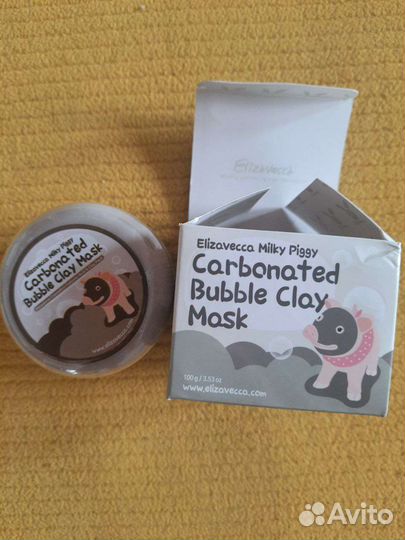 Elizavecca
Elizavecca Milky Piggy
Carbonated
Bubble Clay
Mask
100g / 3.53 oz
www.elizavecca.com
Elizavecca Milky Piggy
Carbonated
Bubble Clay Mask
www.elizavecca.com
Avito